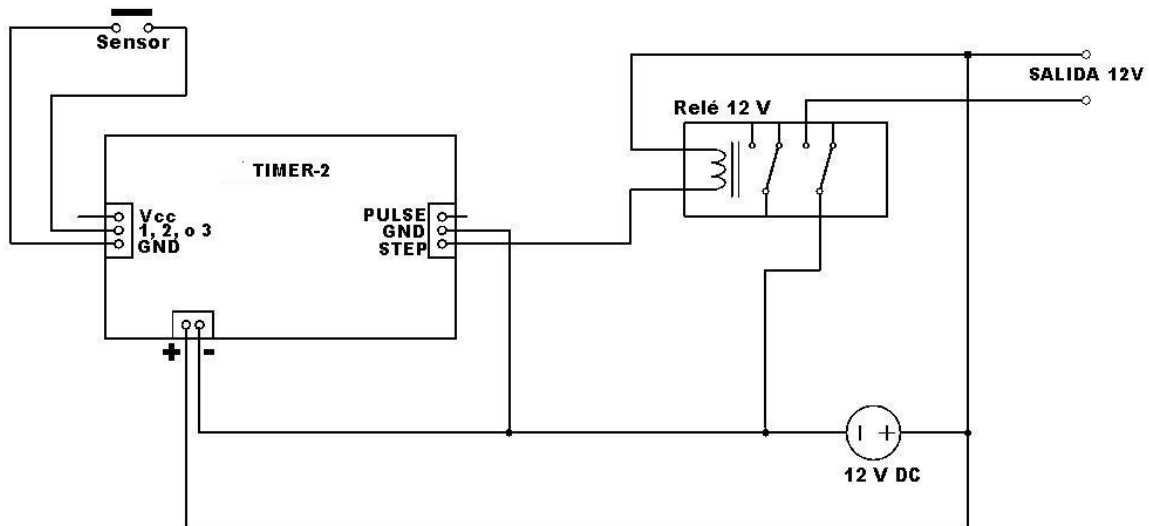 Sensor
SALIDA 12V
Relé 12 V
TIMER-2
Vcc
1, 2, o 3
GND
PULSE
GND
STEP
+ -
- +
12 V DC